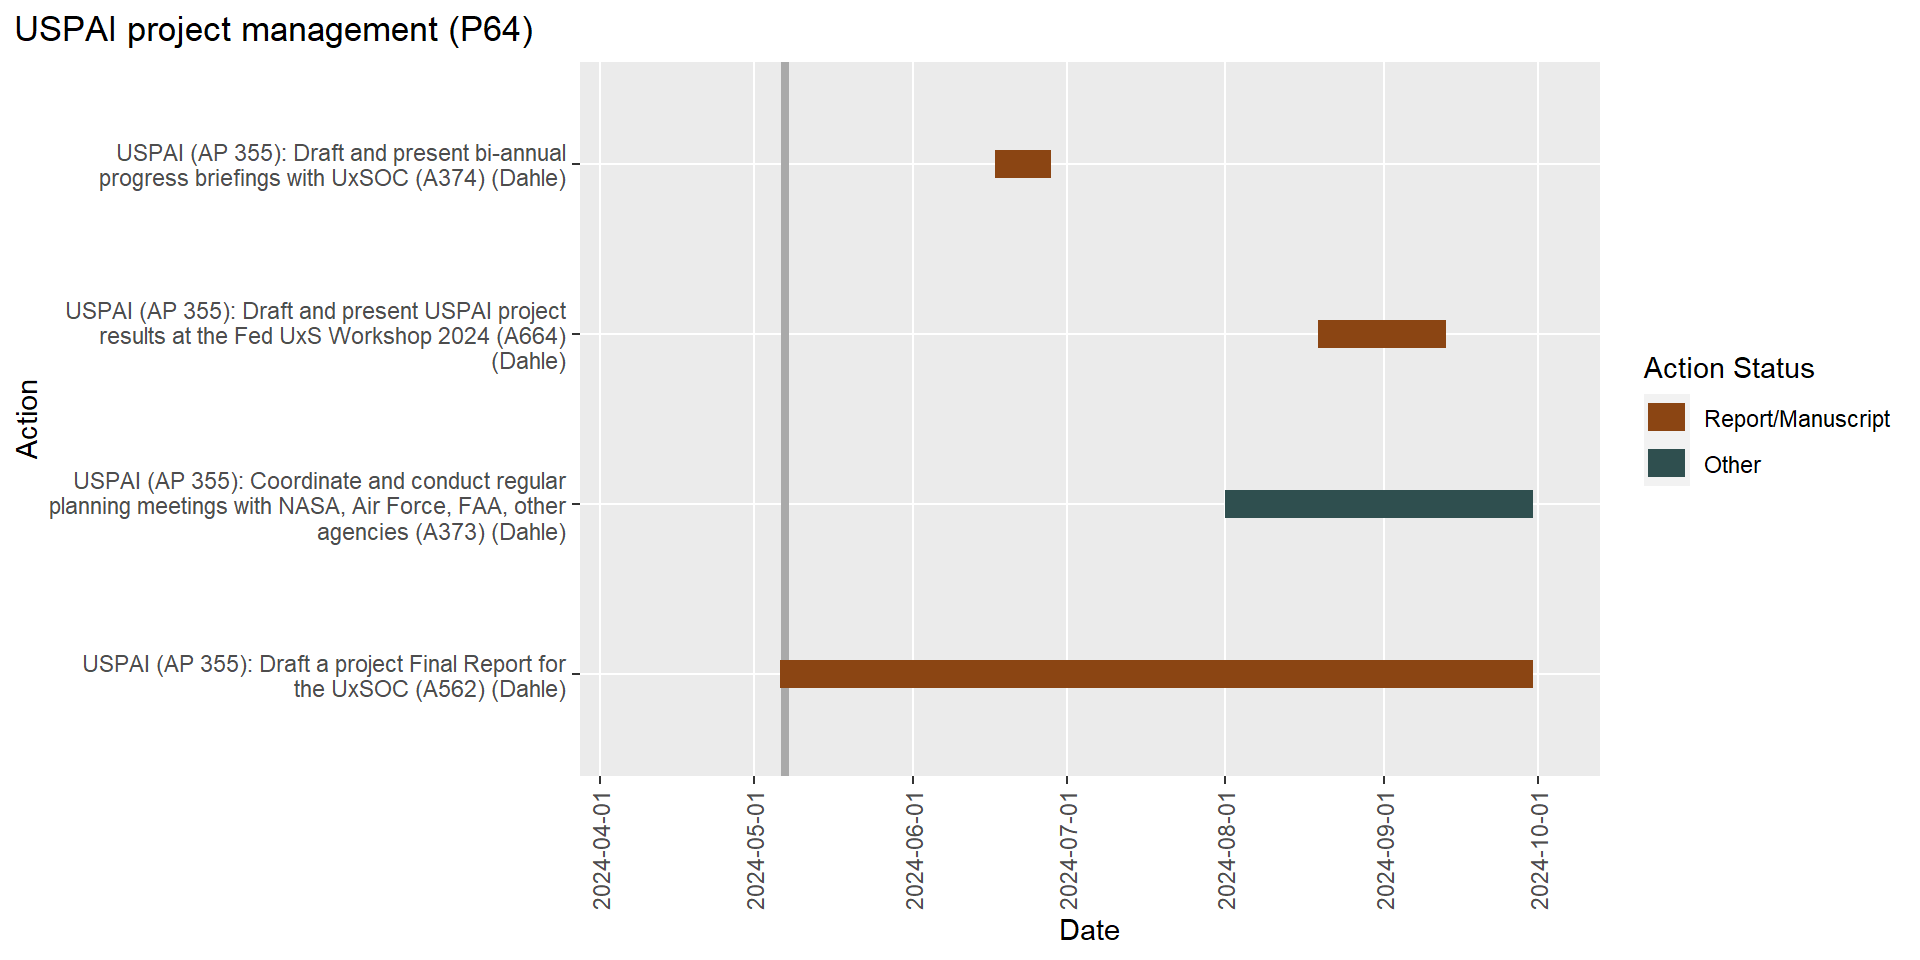 USPAI project management (P64)
USPAI (AP 355): Draft and present bi-annual
progress briefings with UxSOC (A374) (Dahle)
USPAI (AP 355): Draft and present USPAI project
results at the Fed UxS Workshop 2024 (A664)
(Dahle)
USPAI (AP 355): Coordinate and conduct regular
planning meetings with NASA, Air Force, FAA, other
agencies (A373) (Dahle)
USPAI (AP 355): Draft a project Final Report for
the UxSOC (A562) (Dahle)
Action
2024-04-01
2024-05-01
2024-06-01
2024-07-01
2024-08-01
2024-09-01
2024-10-01
Date
Action Status
Report/Manuscript
Other